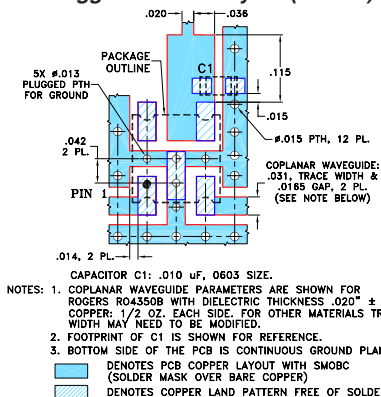 .020
.036
PACKAGE
OUTLINE
C1
5X ø.013
PLUGGED PTH
FOR GROUND
.115
.015
ø.015 PTH, 12 PL.
.042
2 PL.
COPLANAR WAVEGUIDE:
.031, TRACE WIDTH &
.0165 GAP, 2 PL.
(SEE NOTE BELOW)
PIN 1
.014, 2 PL.
CAPACITOR C1: .010 uF, 0603 SIZE.
NOTES: 1. COPLANAR WAVEGUIDE PARAMETERS ARE SHOWN FOR
ROGERS RO4350B WITH DIELECTRIC THICKNESS .020" ±
COPPER: 1/2 OZ. EACH SIDE. FOR OTHER MATERIALS TR
WIDTH MAY NEED TO BE MODIFIED.
2. FOOTPRINT OF C1 IS SHOWN FOR REFERENCE.
3. BOTTOM SIDE OF THE PCB IS CONTINUOUS GROUND PLA
DENOTES PCB COPPER LAYOUT WITH SMOBC
(SOLDER MASK OVER BARE COPPER)
DENOTES COPPER LAND PATTERN FREE OF SOLDE